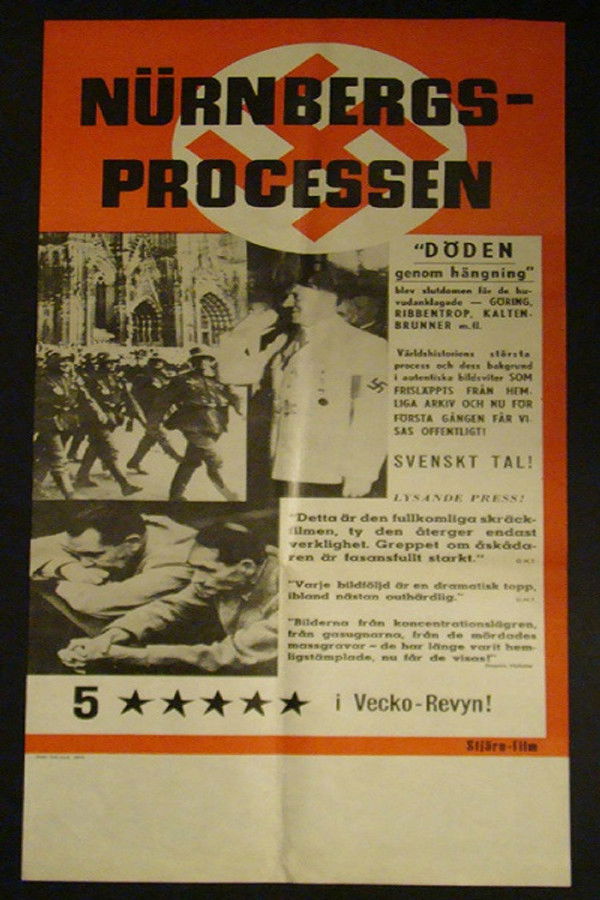 NÜRNBERGS-
PROCESSEN
"DÖDEN
genom hängning"
blev slutdomen för de hu-
vudanklagade — GÖRING,
RIBBENTROP, KALTEN-
BRUNNER m.fl.
Världshistoriens största
process och dess bakgrund
i autentiska bildsviter SOM
FRISLÄPPTS FRÅN HEM-
LIGA ARKIV OCH NU FÖR
FÖRSTA GÅNGEN FÅR VI-
SAS OFFENTLIGT!
SVENSKT TAL!
LYSANDE PRESS!
"Detta är den fullkomliga skräck-
filmen, ty den återger endast
verklighet. Greppet om åskåda-
ren är fasansfullt starkt."
"Varje bildföljd är en dramatisk topp,
ibland nästan outhärdlig."
"Bilderna från koncentrationslägren,
från gasugnarna, från de mördades
massgravar – de har länge varit hem-
ligstämplade, nu får de visas!"
5 ★★★★★ i Vecko-Revyn!
Stjärn-film